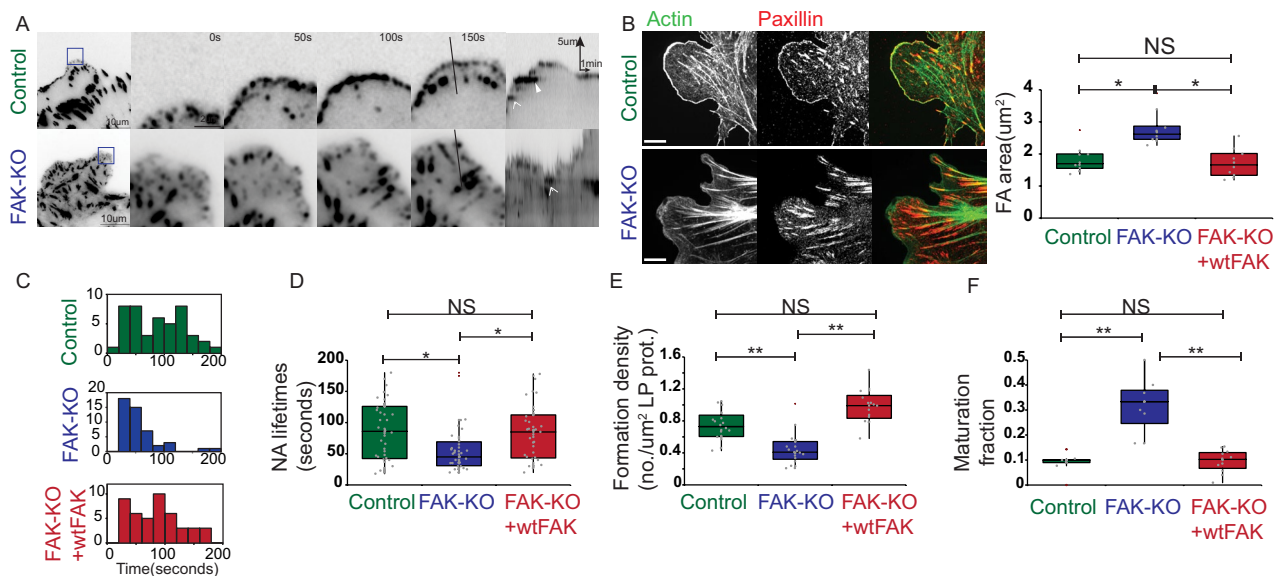 A
0s 50s 100s 150s
5um
1min
Control
10um
FAK-KO
10um
B
Actin Paxillin
Control
FAK-KO
NS
* *
FA area(um²)
4
3
2
1
0
Control FAK-KO FAK-KO
+wtFAK
C
Control
10
5
0
0 100 200
FAK-KO
20
15
10
5
0
0 100 200
FAK-KO
+wtFAK
10
5
0
0 100 200
Time(seconds)
D
NS
*
*
NA lifetimes
(seconds)
200
150
100
50
0
Control FAK-KO FAK-KO
+wtFAK
E
NS
**
**
Formation density
(no./um² LP prot.)
1.6
1.2
0.8
0.4
0
Control FAK-KO FAK-KO
+wtFAK
F
NS
**
**
Maturation
fraction
0.5
0.4
0.3
0.2
0.1
0
Control FAK-KO FAK-KO
+wtFAK